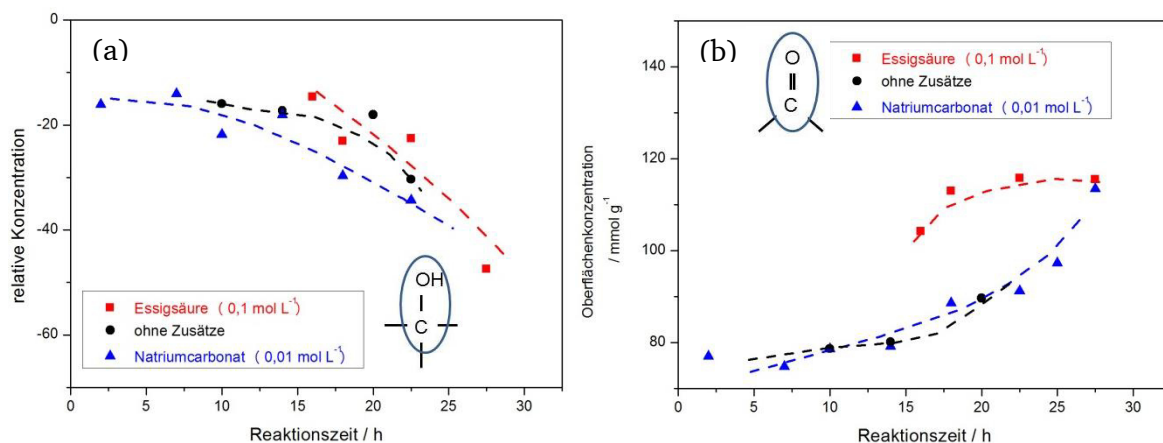 (a)
0
-20
-40
-60
relative Konzentration
Essigsäure ( 0,1 mol L⁻¹)
ohne Zusätze
Natriumcarbonat ( 0,01 mol L⁻¹)
OH
C
0 5 10 15 20 25 30
Reaktionszeit / h
(b)
140
120
100
80
Oberflächenkonzentration
/ mmol g⁻¹
O
C
Essigsäure ( 0,1 mol L⁻¹)
ohne Zusätze
Natriumcarbonat ( 0,01 mol L⁻¹)
0 5 10 15 20 25 30
Reaktionszeit / h